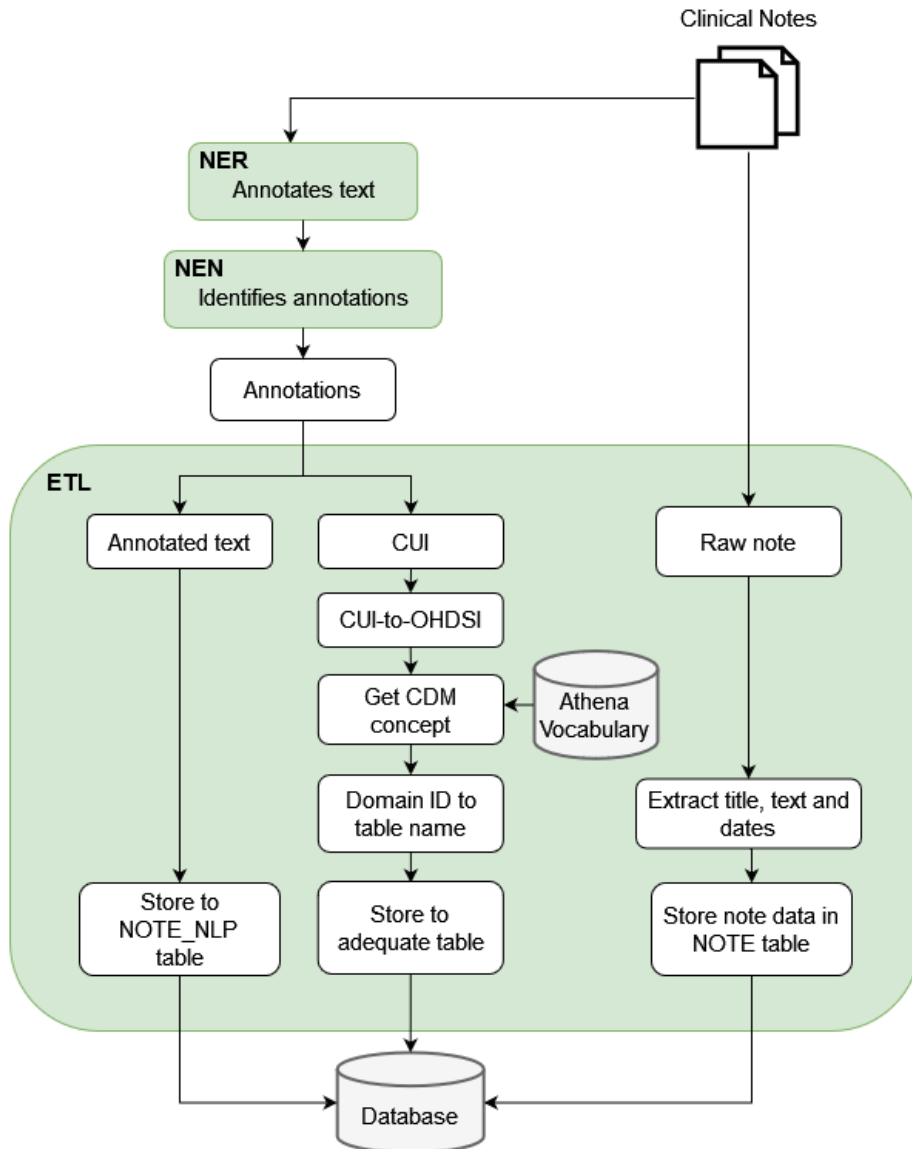 Clinical Notes
NER
Annotates text
NEN
Identifies annotations
Annotations
ETL
Annotated text
CUI
Raw note
CUI-to-OHDSI
Get CDM
concept
Athena
Vocabulary
Domain ID to
table name
Extract title, text and
dates
Store to
NOTE_NLP
table
Store to
adequate table
Store note data in
NOTE table
Database